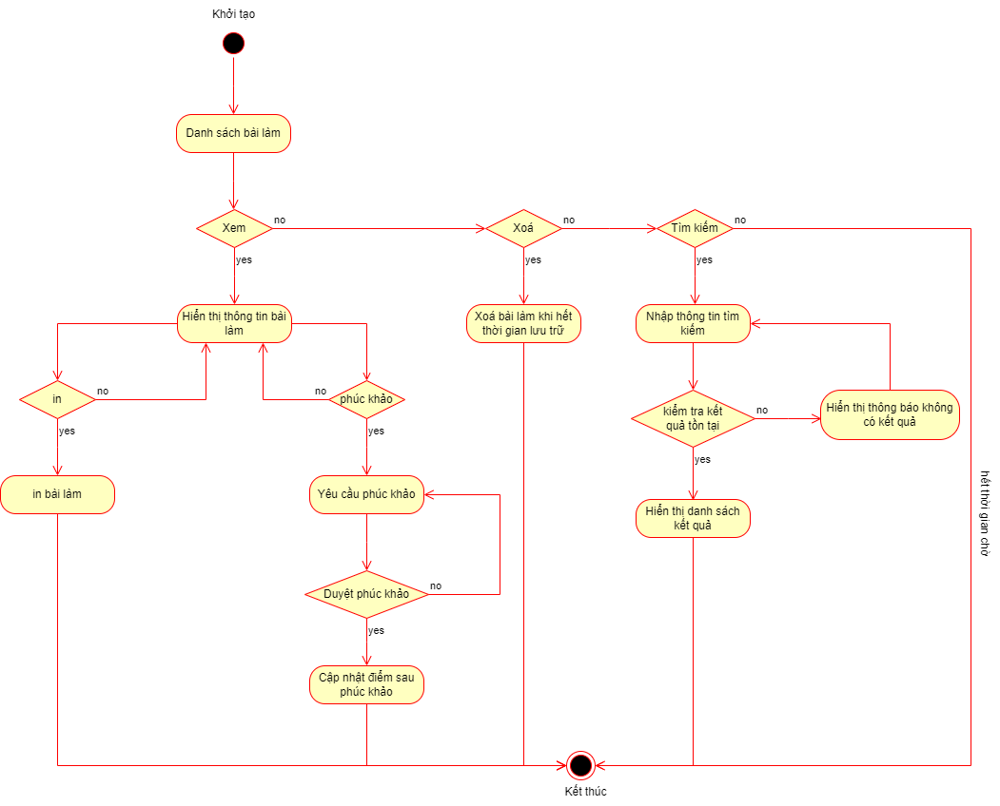 Khởi tạo
Danh sách bài làm
Xem
no
Xoá
no
Tìm kiếm
no
yes
yes
yes
Hiển thị thông tin bài
làm
Xoá bài làm khi hết
thời gian lưu trữ
Nhập thông tin tìm
kiếm
in
no
no
phúc khảo
kiểm tra kết
quả tồn tại
no
Hiển thị thông báo không
có kết quả
yes
yes
yes
in bài làm
Yêu cầu phúc khảo
Hiển thị danh sách
kết quả
hết thời gian chờ
Duyệt phúc khảo
no
yes
Cập nhật điểm sau
phúc khảo
Kết thúc